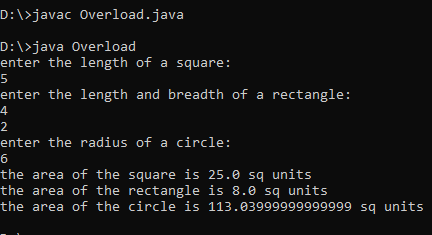 D:\>javac Overload.java
D:\>java Overload
enter the length of a square:
5
enter the length and breadth of a rectangle:
4
2
enter the radius of a circle:
6
the area of the square is 25.0 sq units
the area of the rectangle is 8.0 sq units
the area of the circle is 113.03999999999999 sq units